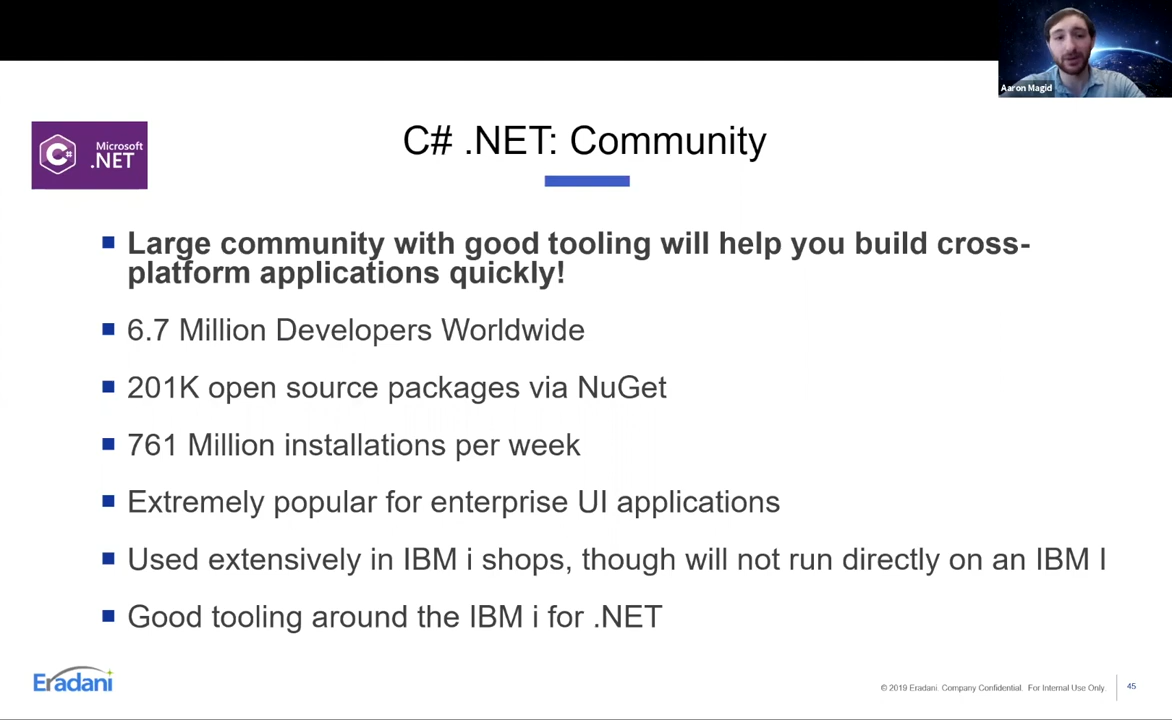 Aaron Magid
C# Microsoft
.NET
C# .NET: Community
Large community with good tooling will help you build cross-
platform applications quickly!
6.7 Million Developers Worldwide
201K open source packages via NuGet
761 Million installations per week
Extremely popular for enterprise UI applications
Used extensively in IBM i shops, though will not run directly on an IBM I
Good tooling around the IBM i for .NET
Eradani
© 2019 Eradani. Company Confidential. For Internal Use Only. 45